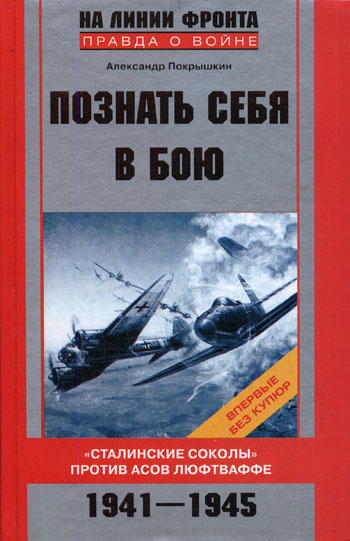 НА ЛИНИИ ФРОНТА
ПРАВДА О ВОЙНЕ
Александр Покрышкин
ПОЗНАТЬ СЕБЯ
В БОЮ
ВПЕРВЫЕ
БЕЗ КУПЮР
«СТАЛИНСКИЕ СОКОЛЫ»
ПРОТИВ АСОВ ЛЮФТВАФФЕ
1941—1945